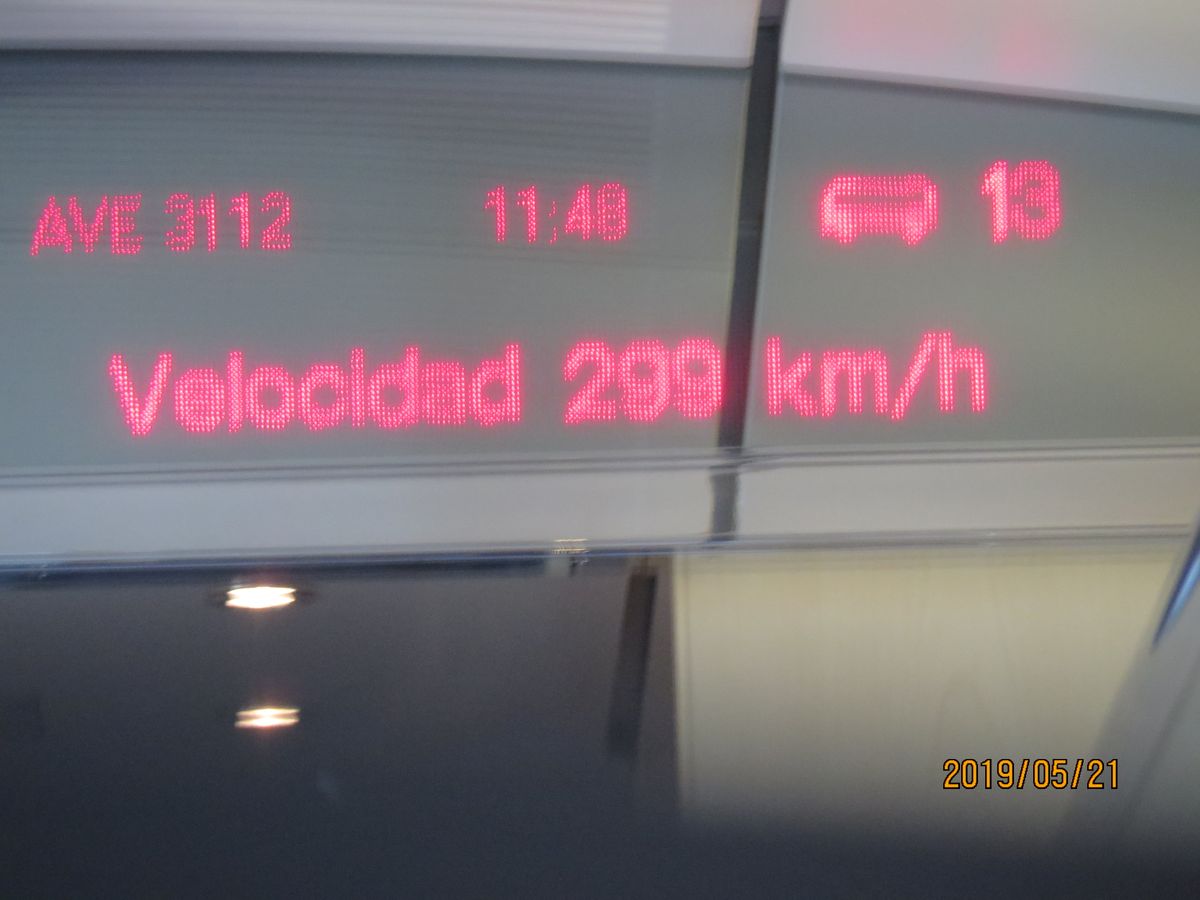 AVE 3112 11:48 13
Velocidad 299 km/h
2019/05/21